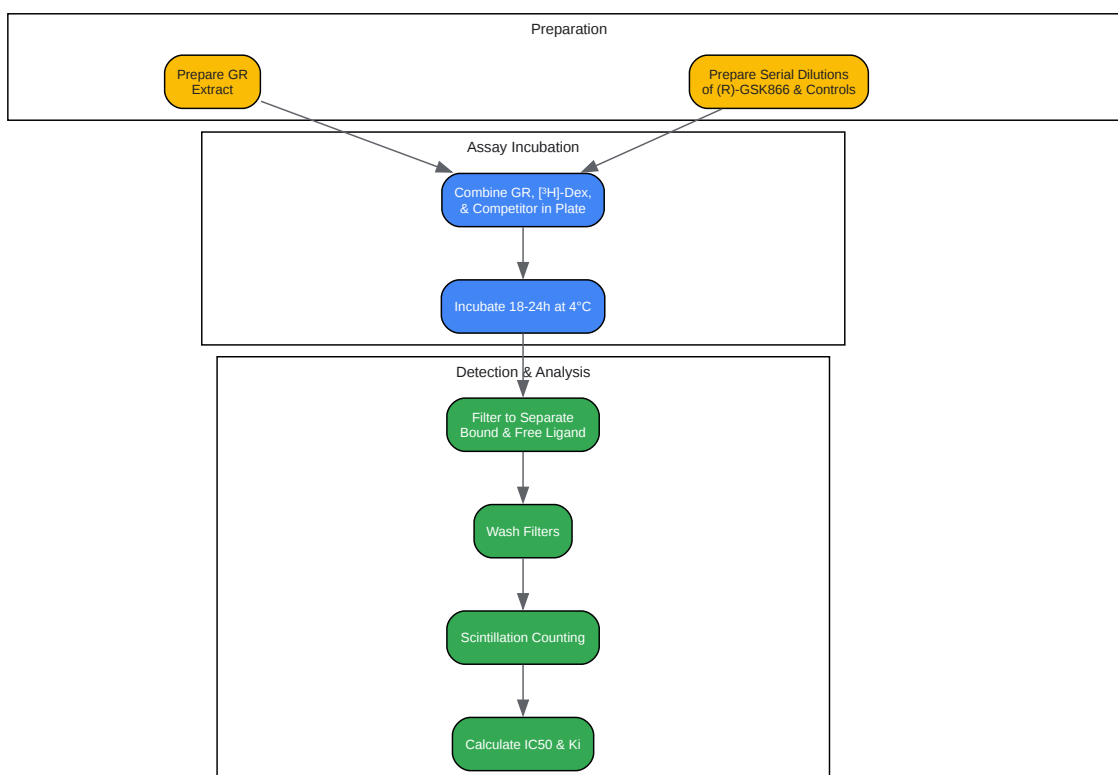 Preparation
Prepare GR
Extract
Prepare Serial Dilutions
of (R)-GSK866 & Controls
Assay Incubation
Combine GR, [³H]-Dex,
& Competitor in Plate
Incubate 18-24h at 4°C
Detection & Analysis
Filter to Separate
Bound & Free Ligand
Wash Filters
Scintillation Counting
Calculate IC50 & Ki